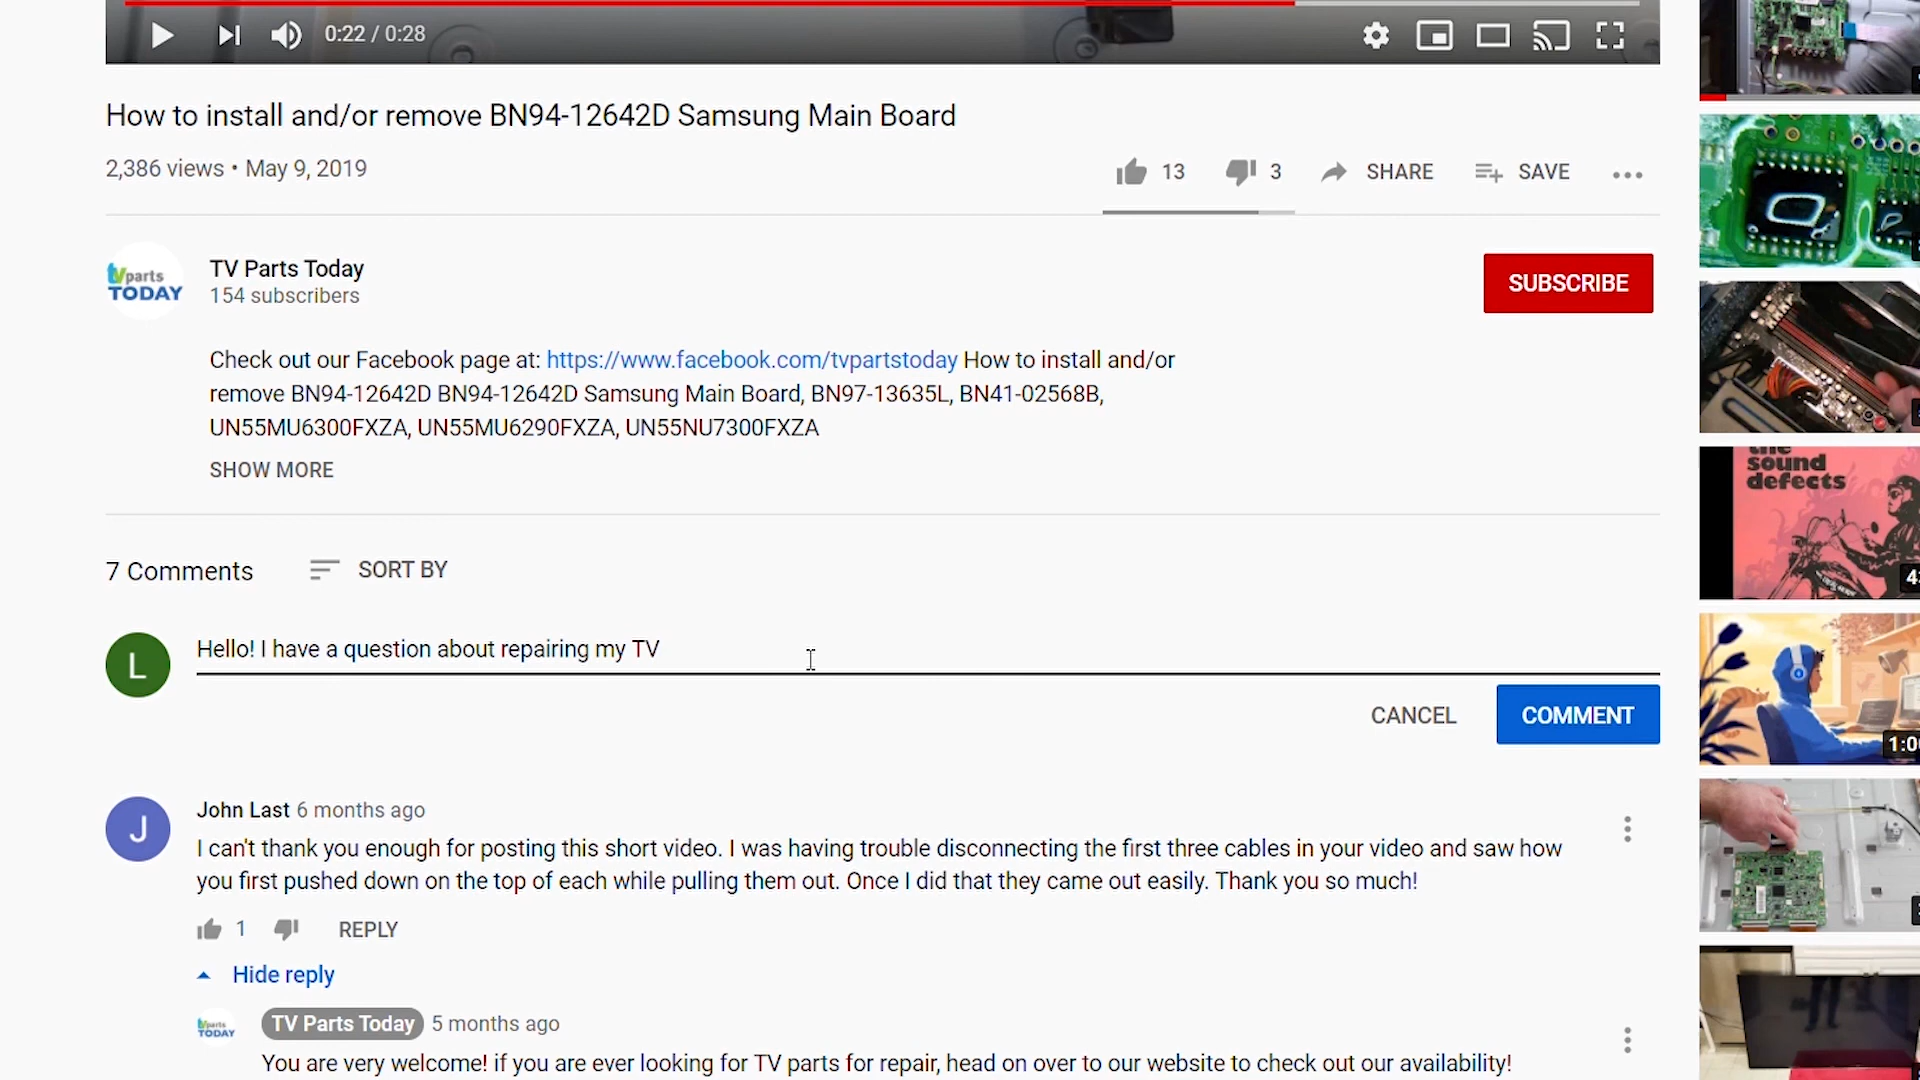 0:22 / 0:28
How to install and/or remove BN94-12642D Samsung Main Board
2,386 views • May 9, 2019
13
3
SHARE
SAVE
tvparts
TODAY
TV Parts Today
154 subscribers
SUBSCRIBE
Check out our Facebook page at: https://www.facebook.com/tvpartstoday How to install and/or
remove BN94-12642D BN94-12642D Samsung Main Board, BN97-13635L, BN41-02568B,
UN55MU6300FXZA, UN55MU6290FXZA, UN55NU7300FXZA
SHOW MORE
7 Comments
SORT BY
L
Hello! I have a question about repairing my TV
CANCEL
COMMENT
J
John Last 6 months ago
I can't thank you enough for posting this short video. I was having trouble disconnecting the first three cables in your video and saw how
you first pushed down on the top of each while pulling them out. Once I did that they came out easily. Thank you so much!
1
REPLY
Hide reply
tvparts
TODAY
TV Parts Today 5 months ago
You are very welcome! if you are ever looking for TV parts for repair, head on over to our website to check out our availability!
the
sound
defects